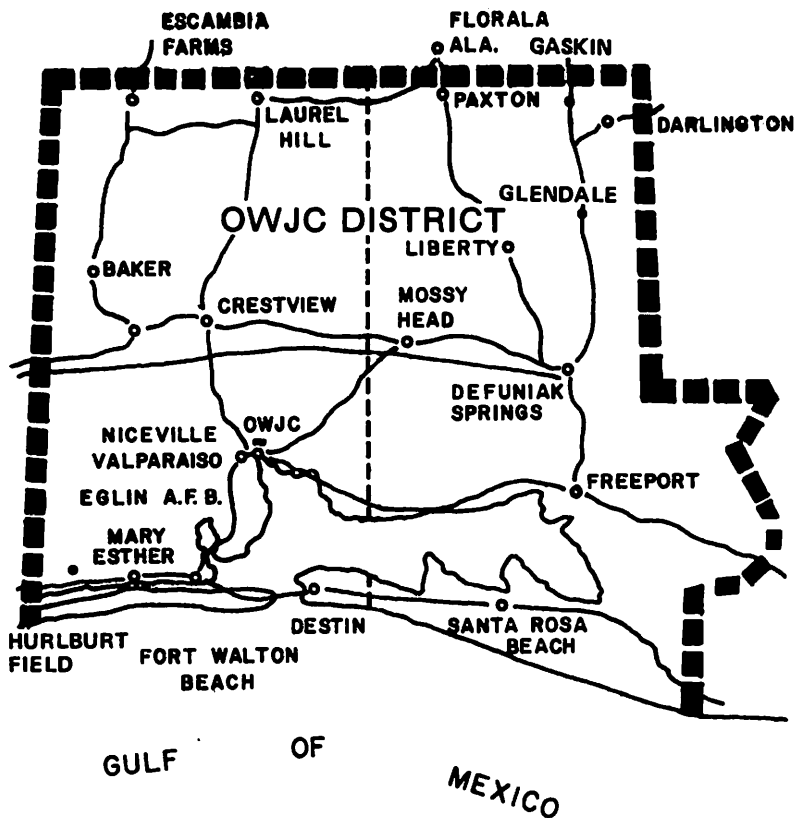 ESCAMBIA
FARMS
FLORALA
ALA.
GASKIN
LAUREL
HILL
PAXTON
DARLINGTON
GLENDALE
OWJC DISTRICT
LIBERTY
BAKER
MOSSY
HEAD
CRESTVIEW
DEFUNIAK
SPRINGS
OWJC
NICEVILLE
VALPARAISO
EGLIN A.F.B.
FREEPORT
MARY
ESTHER
HURLBURT
FIELD
FORT WALTON
BEACH
DESTIN
SANTA ROSA
BEACH
GULF OF MEXICO